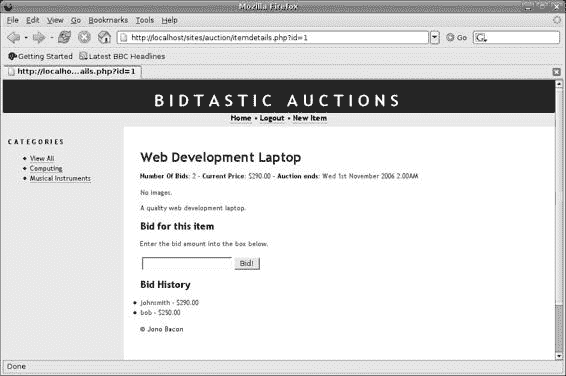 Mozilla Firefox
File Edit View Go Bookmarks Tools Help
http://localhost/sites/auction/itemdetails.php?id=1 Go G
Getting Started Latest BBC Headlines
http://localho...ails.php?id=1
BIDTASTIC AUCTIONS
Home • Logout • New Item
CATEGORIES
View All
Computing
Musical Instruments
Web Development Laptop
Number Of Bids: 2 - Current Price: $290.00 - Auction ends: Wed 1st November 2006 2.00AM
No images.
A quality web development laptop.
Bid for this item
Enter the bid amount into the box below.
Bid!
Bid History
johnsmith - $290.00
bob - $250.00
© Jono Bacon
Done